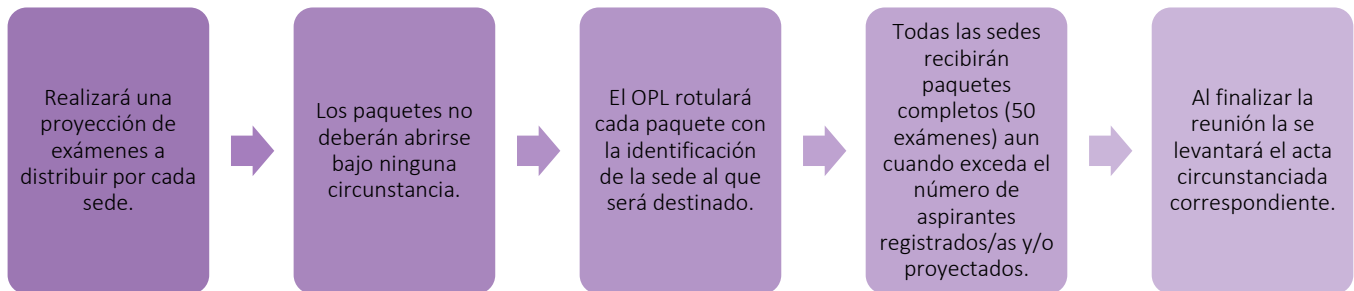 Realizará una
proyección de
exámenes a
distribuir por cada
sede.
Los paquetes no
deberán abrirse
bajo ninguna
circunstancia.
El OPL rotulará
cada paquete con
la identificación
de la sede al que
será destinado.
Todas las sedes
recibirán
paquetes
completos (50
exámenes) aun
cuando exceda el
número de
aspirantes
registrados/as y/o
proyectados.
Al finalizar la
reunión la se
levantará el acta
circunstanciada
correspondiente.